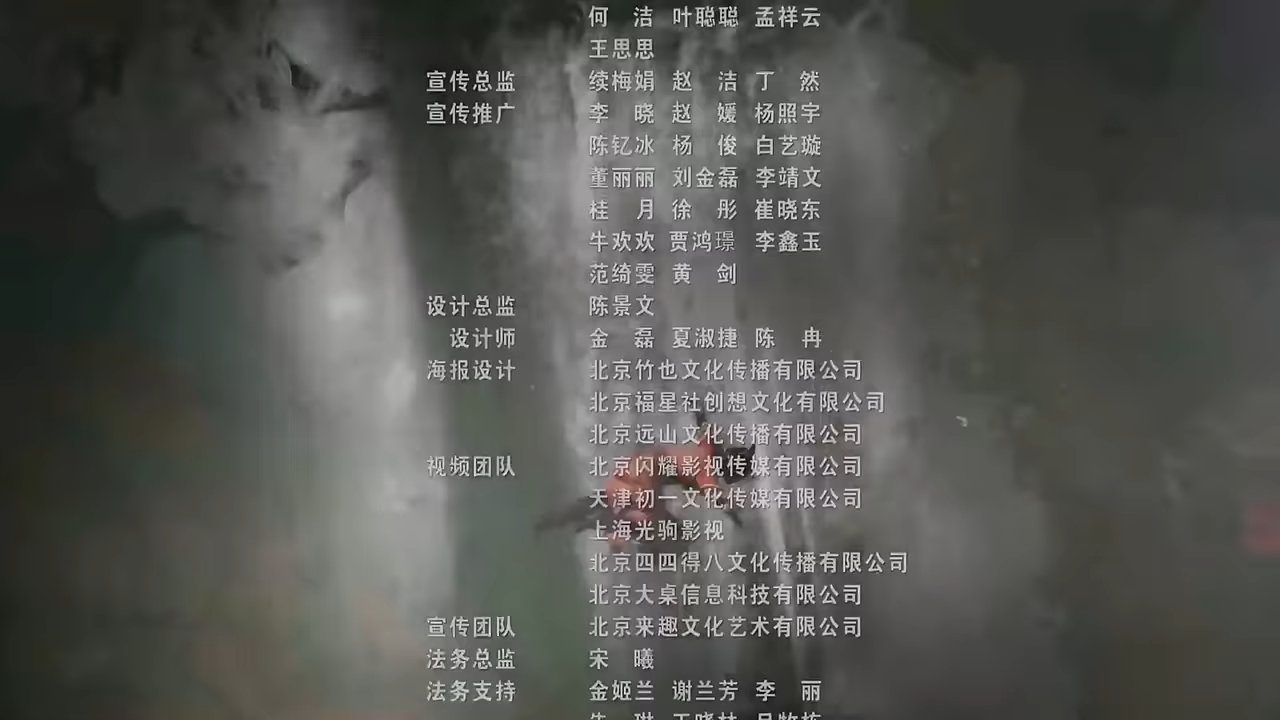 何 洁 叶聪聪 孟祥云
王思思
宣传总监 续梅娟 赵 洁 丁 然
宣传推广 李 晓 赵 媛 杨照宇
陈钇冰 杨 俊 白艺璇
董丽丽 刘金磊 李靖文
桂 月 徐 彤 崔晓东
牛欢欢 贾鸿璟 李鑫玉
范绮雯 黄 剑
设计总监 陈景文
设计师 金 磊 夏淑捷 陈 冉
海报设计 北京竹也文化传播有限公司
北京福星社创想文化有限公司
北京远山文化传播有限公司
视频团队 北京闪耀影视传媒有限公司
天津初一文化传媒有限公司
上海光驹影视
北京四四得八文化传播有限公司
北京大桌信息科技有限公司
宣传团队 北京来趣文化艺术有限公司
法务总监 宋 曦
法务支持 金姬兰 谢兰芳 李 丽